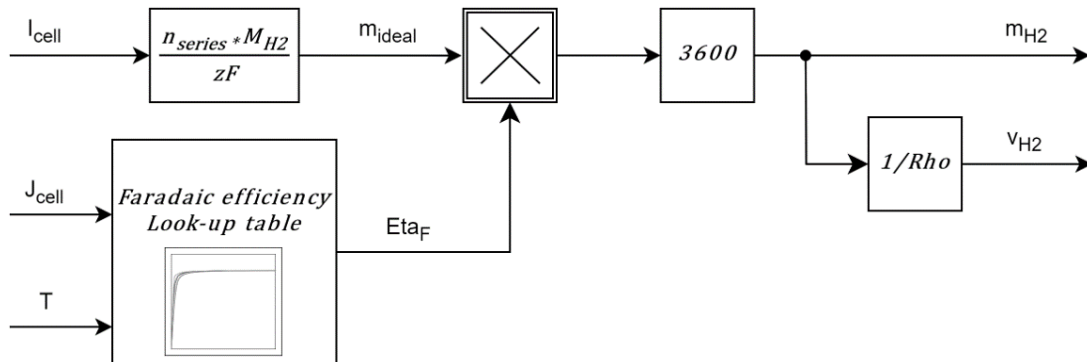 I_cell
n_series * M_H2
zF
m_ideal
3600
m_H2
1/Rho
v_H2
J_cell
T
Faradaic efficiency
Look-up table
Eta_F